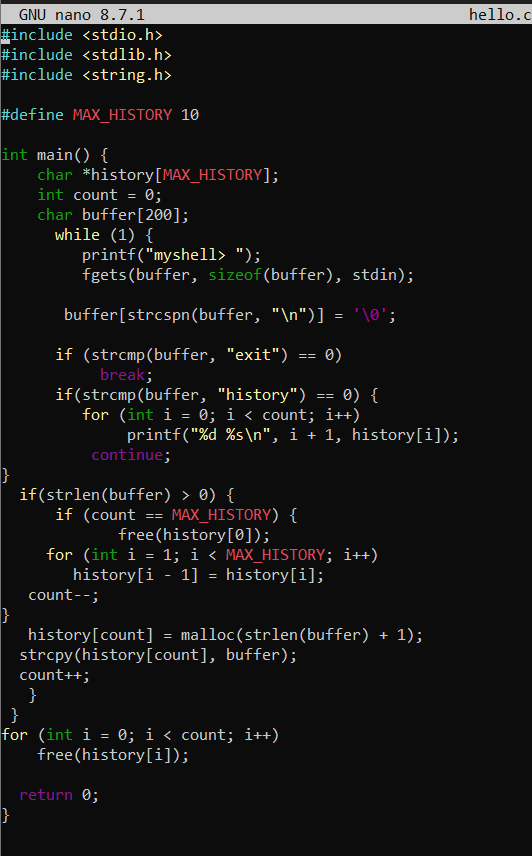 GNU nano 8.7.1 hello.c
#include <stdio.h>
#include <stdlib.h>
#include <string.h>

#define MAX_HISTORY 10

int main() {
    char *history[MAX_HISTORY];
    int count = 0;
    char buffer[200];
      while (1) {
         printf("myshell> ");
         fgets(buffer, sizeof(buffer), stdin);

       buffer[strcspn(buffer, "\n")] = '\0';

      if (strcmp(buffer, "exit") == 0)
           break;
      if(strcmp(buffer, "history") == 0) {
         for (int i = 0; i < count; i++)
              printf("%d %s\n", i + 1, history[i]);
          continue;
}
  if(strlen(buffer) > 0) {
      if (count == MAX_HISTORY) {
             free(history[0]);
     for (int i = 1; i < MAX_HISTORY; i++)
        history[i - 1] = history[i];
   count--;
}
   history[count] = malloc(strlen(buffer) + 1);
  strcpy(history[count], buffer);
  count++;
   }
 }
for (int i = 0; i < count; i++)
    free(history[i]);

  return 0;
}